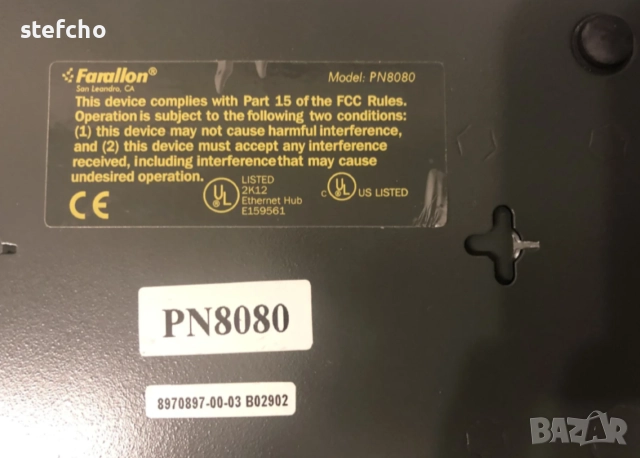 stefcho
Farallon®
San Leandro, CA
Model: PN8080
This device complies with Part 15 of the FCC Rules.
Operation is subject to the following two conditions:
(1) this device may not cause harmful interference,
and (2) this device must accept any interference
received, including interference that may cause
undesired operation.
CE
UL
LISTED
2K12
Ethernet Hub
E159561
C UL US LISTED
PN8080
8970897-00-03 B02902
BAZAR